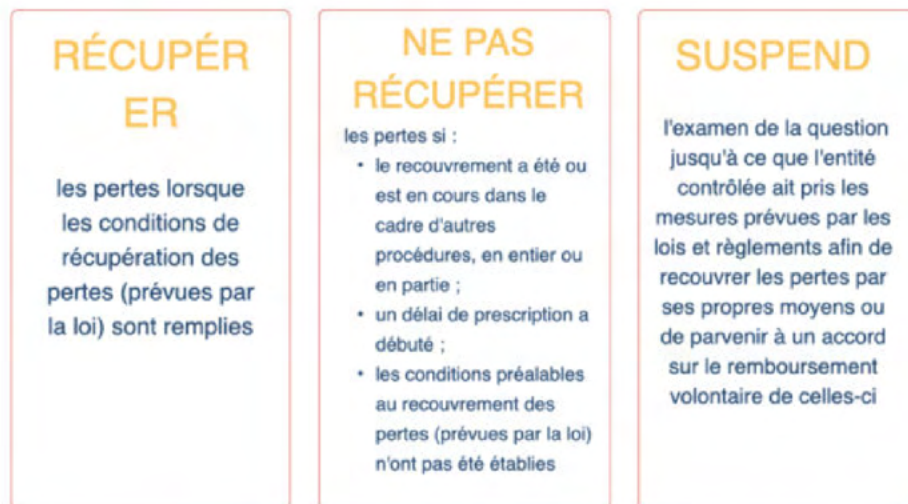 RÉCUPÉR
ER
les pertes lorsque
les conditions de
récupération des
pertes (prévues par
la loi) sont remplies
NE PAS
RÉCUPÉRER
les pertes si :
• le recouvrement a été ou
est en cours dans le
cadre d'autres
procédures, en entier ou
en partie ;
• un délai de prescription a
débuté ;
• les conditions préalables
au recouvrement des
pertes (prévues par la loi)
n'ont pas été établies
SUSPEND
l'examen de la question
jusqu'à ce que l'entité
contrôlée ait pris les
mesures prévues par les
lois et règlements afin de
recouvrer les pertes par
ses propres moyens ou
de parvenir à un accord
sur le remboursement
volontaire de celles-ci